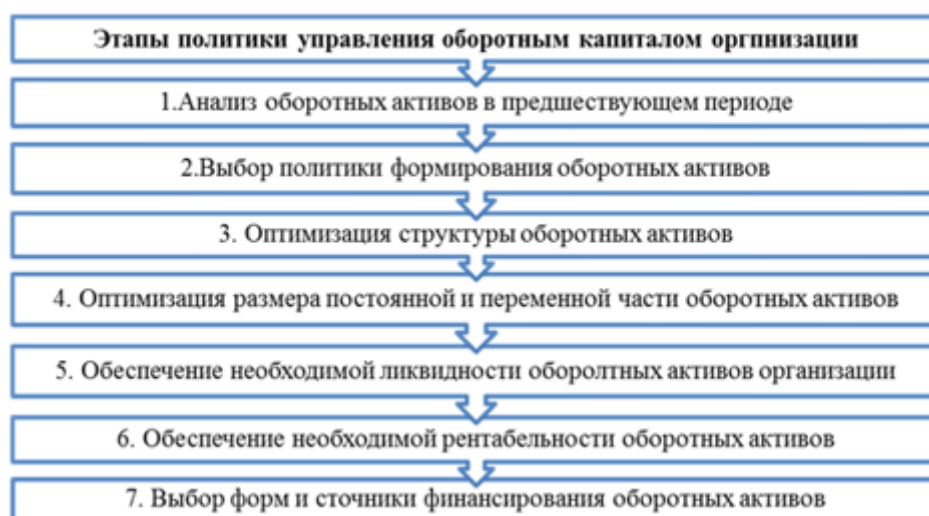 Этапы политики управления оборотным капиталом оргпнизации
1.Анализ оборотных активов в предшествующем периоде
2.Выбор политики формирования оборотных активов
3. Оптимизация структуры оборотных активов
4. Оптимизация размера постоянной и переменной части оборотных активов
5. Обеспечение необходимой ликвидности оборолтных активов организации
6. Обеспечение необходимой рентабельности оборотных активов
7. Выбор форм и сточники финансирования оборотных активов